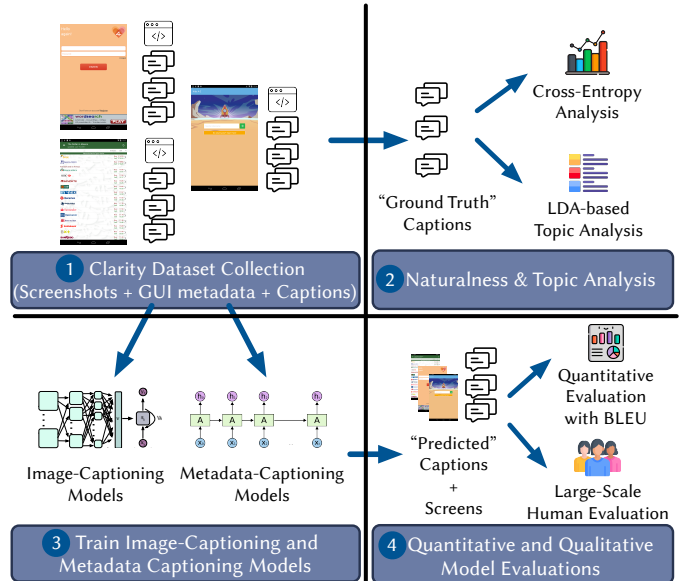 </>
</>
</>
</>
Cross-Entropy
Analysis
"Ground Truth"
Captions
LDA-based
Topic Analysis
1 Clarity Dataset Collection
(Screenshots + GUI metadata + Captions)
2 Naturalness & Topic Analysis
Image-Captioning
Models
A A A A
Metadata-Captioning
Models
"Predicted"
Captions
+
Screens
Quantitative
Evaluation
with BLEU
Large-Scale
Human Evaluation
3 Train Image-Captioning and
Metadata Captioning Models
4 Quantitative and Qualitative
Model Evaluations